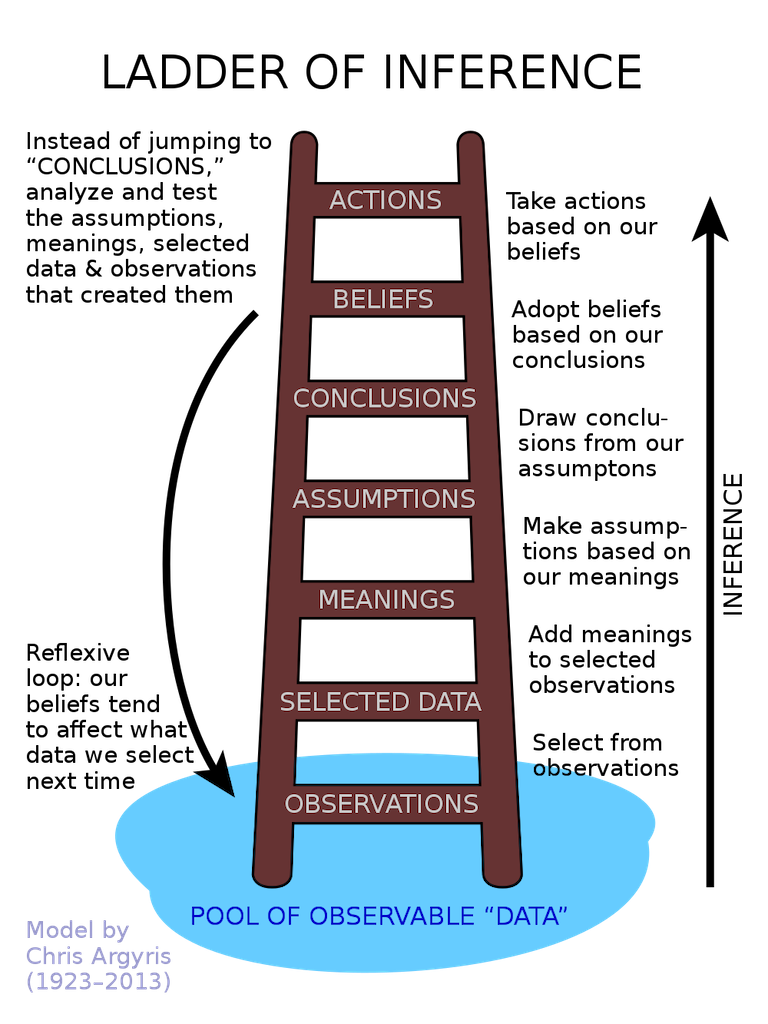 LADDER OF INFERENCE
Instead of jumping to
“CONCLUSIONS,”
analyze and test
the assumptions,
meanings, selected
data & observations
that created them
Reflexive
loop: our
beliefs tend
to affect what
data we select
next time
ACTIONS
BELIEFS
CONCLUSIONS
ASSUMPTIONS
MEANINGS
SELECTED DATA
OBSERVATIONS
Take actions
based on our
beliefs
Adopt beliefs
based on our
conclusions
Draw conclu-
sions from our
assumptons
Make assump-
tions based on
our meanings
Add meanings
to selected
observations
Select from
observations
INFERENCE
POOL OF OBSERVABLE “DATA”
Model by
Chris Argyris
(1923–2013)